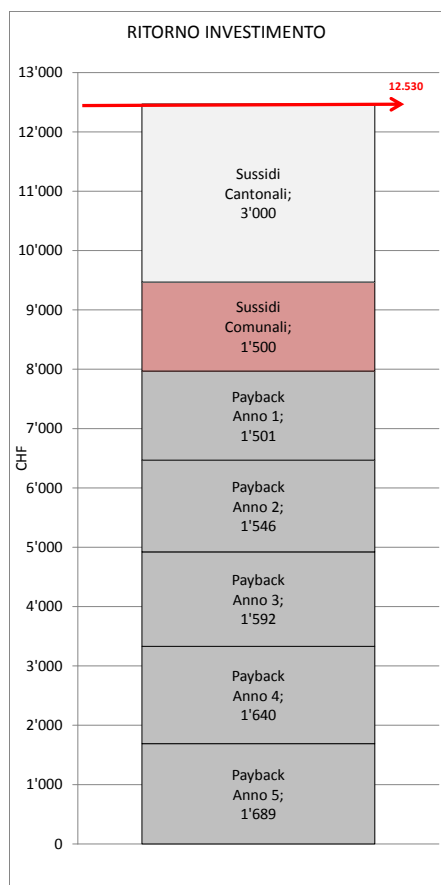 RITORNO INVESTIMENTO
13'000
12.530
12'000
Sussidi
Cantonali;
3'000
11'000
10'000
9'000
Sussidi
Comunali;
1'500
8'000
Payback
Anno 1;
1'501
7'000
CHF
6'000
Payback
Anno 2;
1'546
5'000
Payback
Anno 3;
1'592
4'000
3'000
Payback
Anno 4;
1'640
2'000
1'000
Payback
Anno 5;
1'689
0